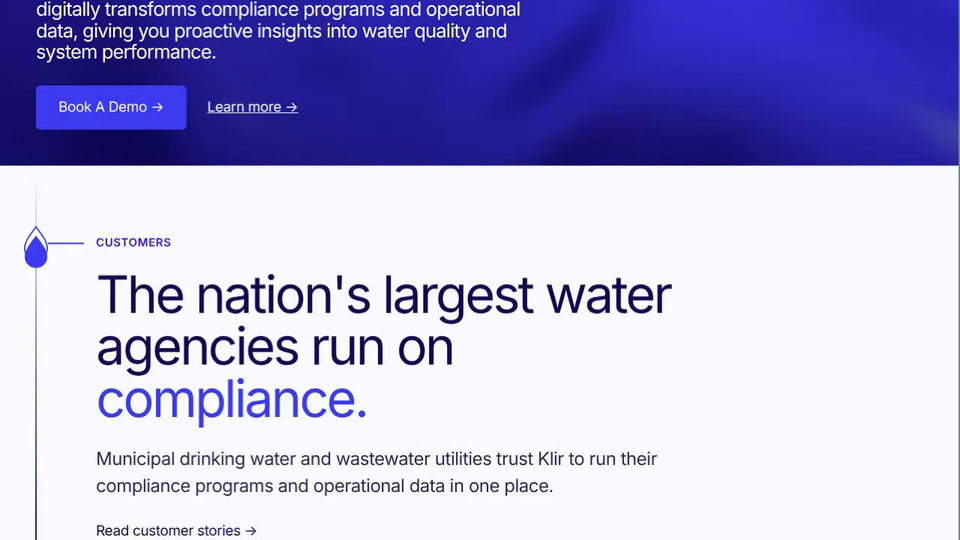 digitally transforms compliance programs and operational
data, giving you proactive insights into water quality and
system performance.
Book A Demo →
Learn more →
CUSTOMERS
The nation's largest water
agencies run on
compliance.
Municipal drinking water and wastewater utilities trust Klir to run their
compliance programs and operational data in one place.
Read customer stories →